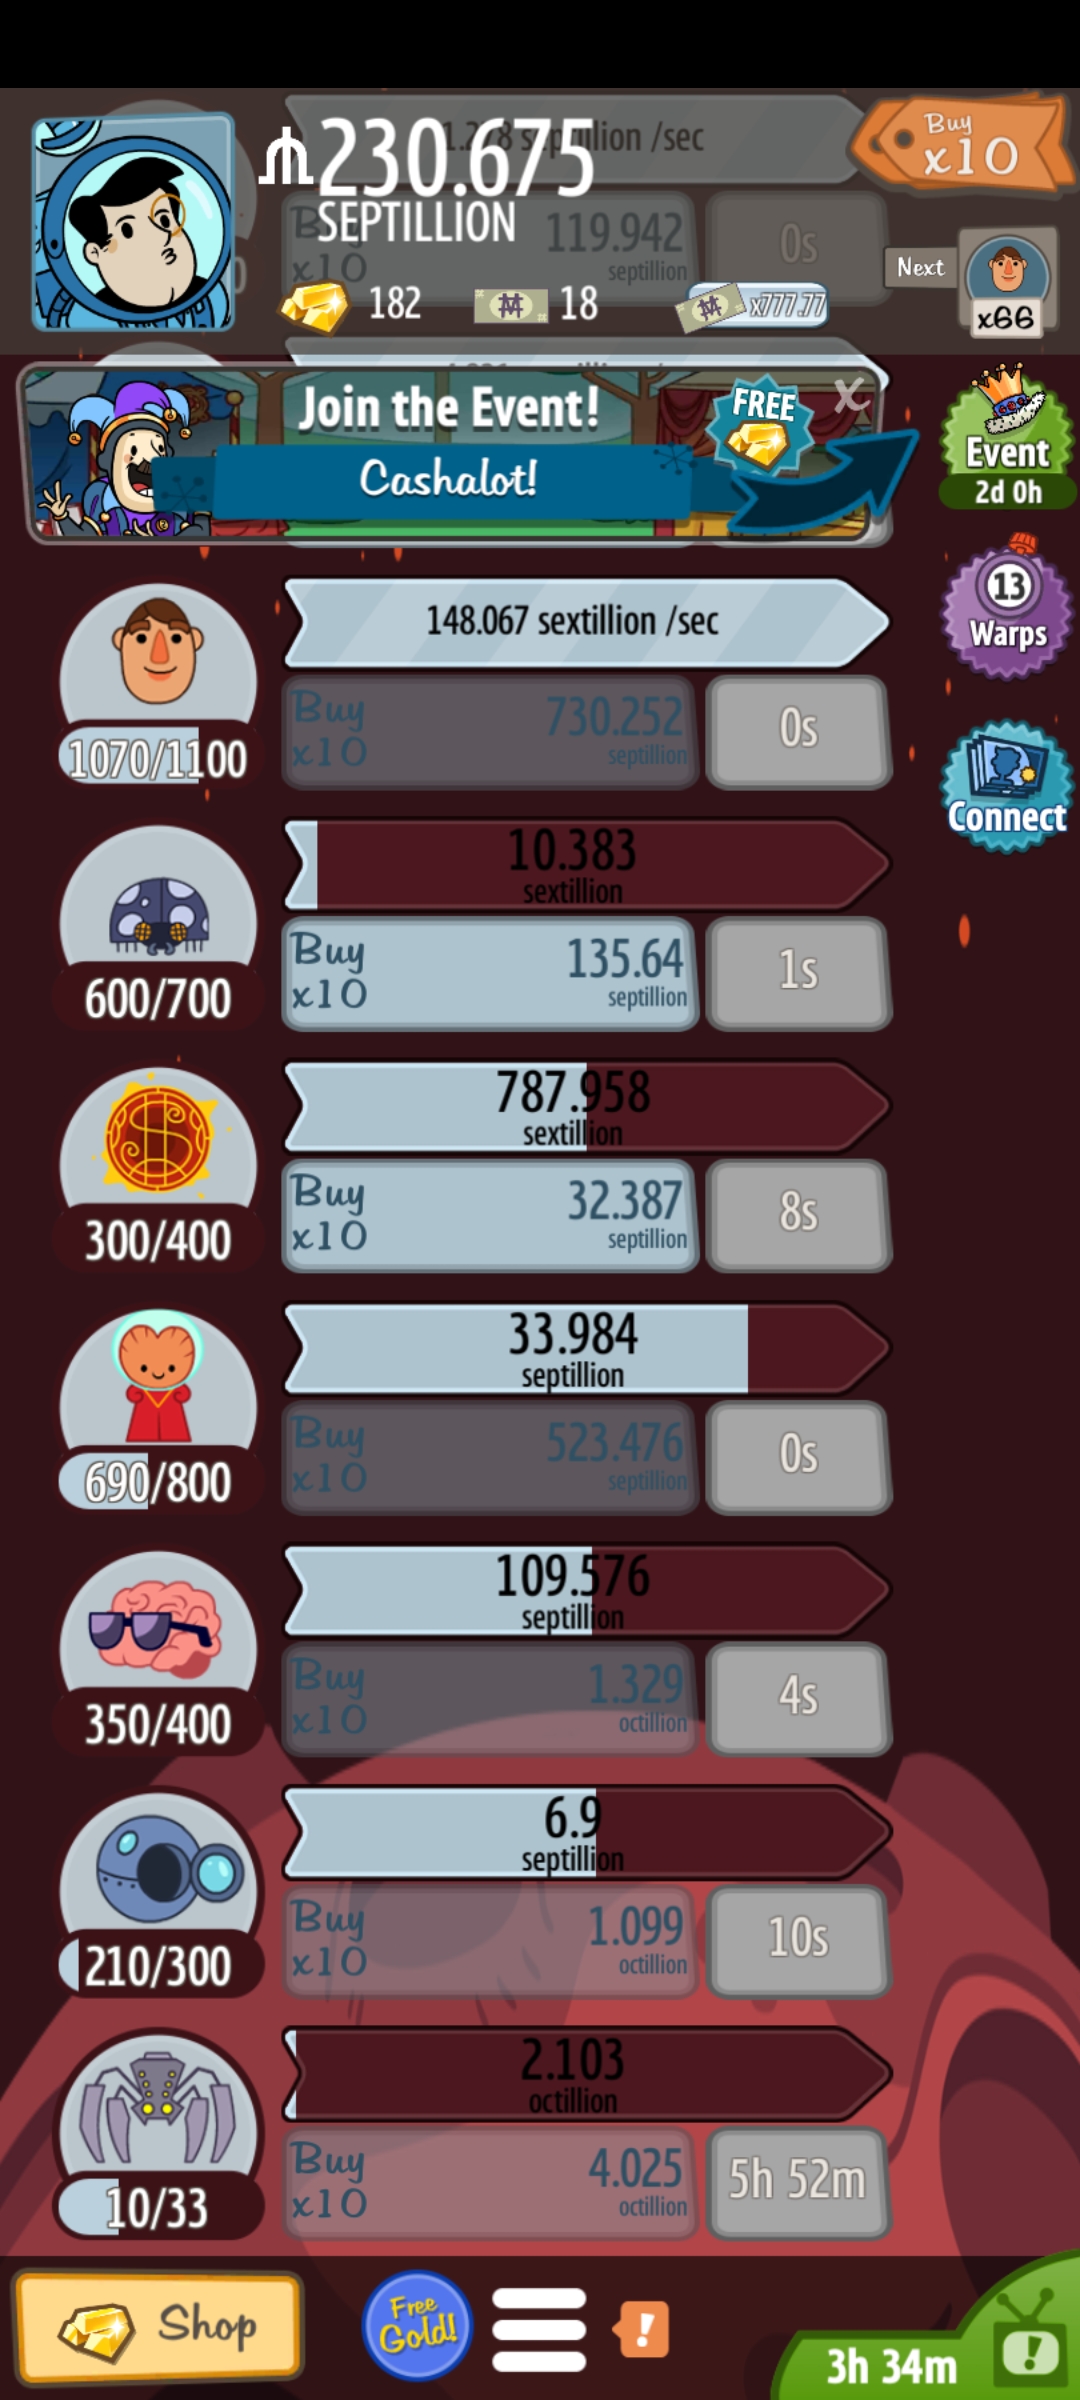 230.675
SEPTILLION
Buy
x10
/sec
Buy
x10
119.942
septillion
0s
182
18
x777.77
Next
x66
Join the Event!
FREE
X
Cashalot!
Event
2d 0h
13
Warps
Connect
148.067 sextillion /sec
1070/1100
Buy
x10
730.252
septillion
0s
10.383
sextillion
600/700
Buy
x10
135.64
septillion
1s
787.958
sextillion
300/400
Buy
x10
32.387
septillion
8s
33.984
septillion
690/800
Buy
x10
523.476
septillion
0s
109.576
septillion
350/400
Buy
x10
1.329
octillion
4s
6.9
septillion
210/300
Buy
x10
1.099
octillion
10s
2.103
octillion
10/33
Buy
x10
4.025
octillion
5h 52m
Shop
Free
Gold!
!
3h 34m
!